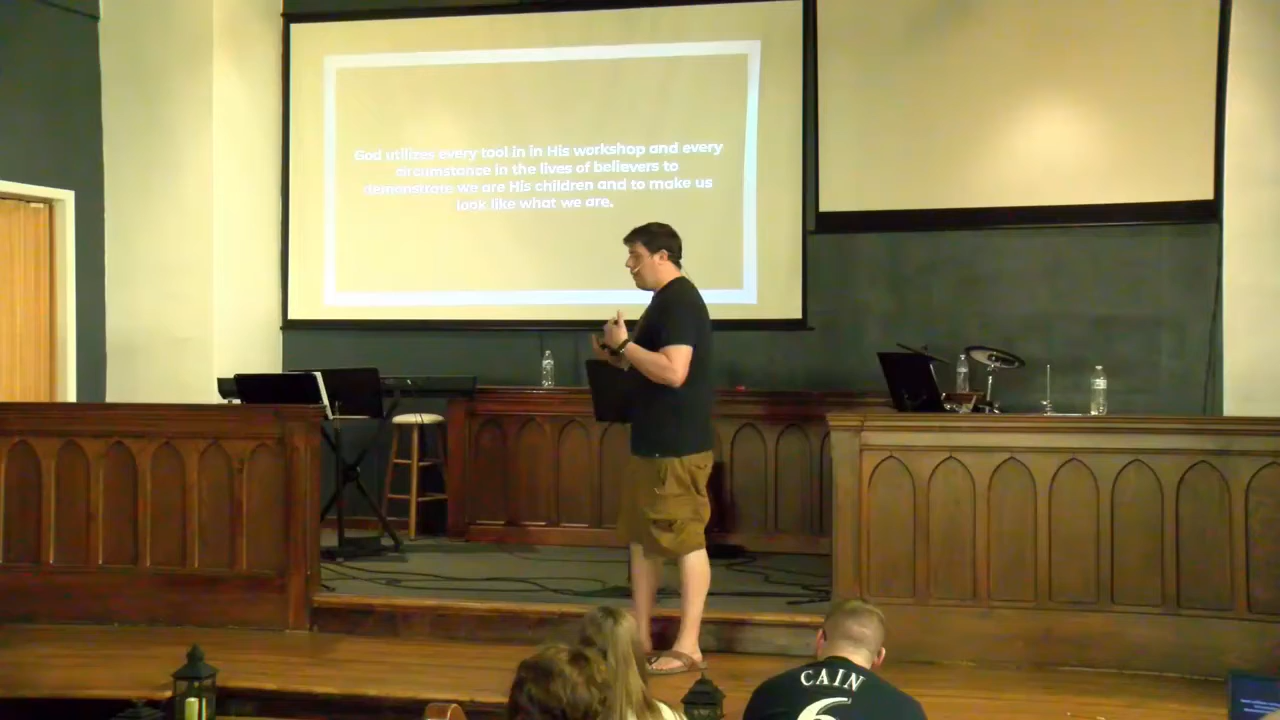 God utilizes every tool in in His workshop and every
circumstance in the lives of believers to
demonstrate we are His children and to make us
look like what we are.
CAIN
6